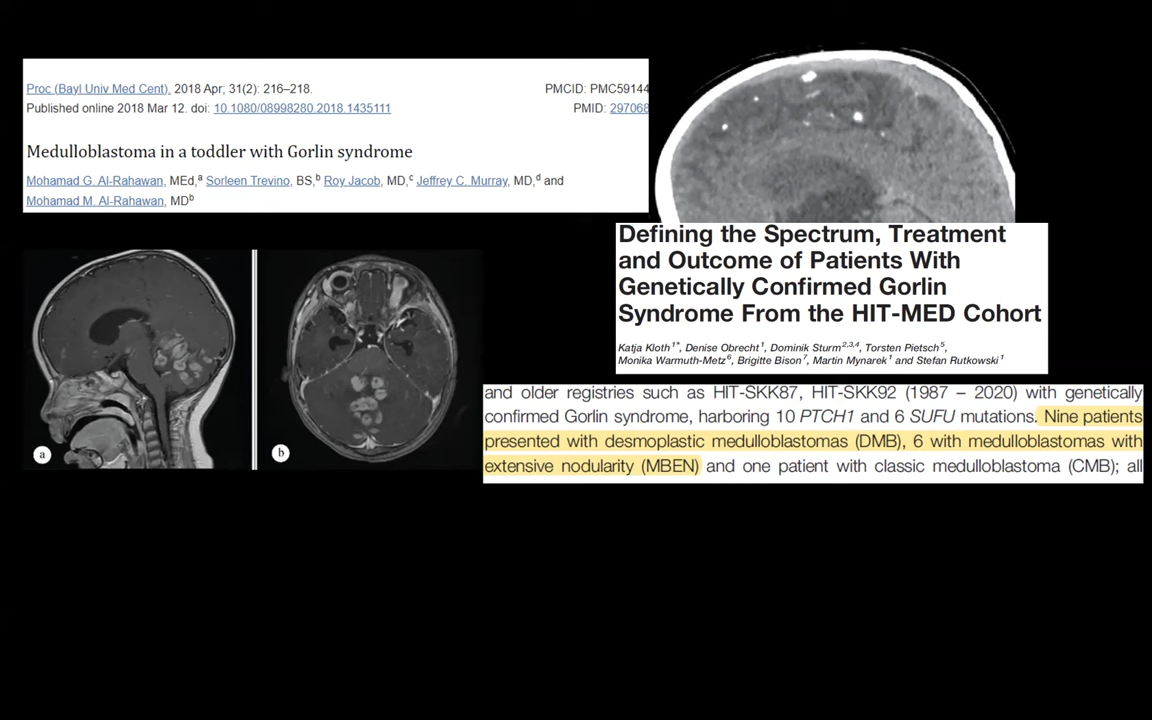 Proc (Bayl Univ Med Cent). 2018 Apr; 31(2): 216–218.
PMCID: PMC59144
Published online 2018 Mar 12. doi: 10.1080/08998280.2018.1435111
PMID: 297068
Medulloblastoma in a toddler with Gorlin syndrome
Mohamad G. Al-Rahawan, MEd,a Sorleen Trevino, BS,b Roy Jacob, MD,c Jeffrey C. Murray, MD,d and
Mohamad M. Al-Rahawan, MDb
Defining the Spectrum, Treatment
and Outcome of Patients With
Genetically Confirmed Gorlin
Syndrome From the HIT-MED Cohort
Katja Kloth1*, Denise Obrecht1, Dominik Sturm2,3,4, Torsten Pietsch5,
Monika Warmuth-Metz6, Brigitte Bison7, Martin Mynarek1 and Stefan Rutkowski1
and older registries such as HIT-SKK87, HIT-SKK92 (1987 – 2020) with genetically
confirmed Gorlin syndrome, harboring 10 PTCH1 and 6 SUFU mutations. Nine patients
presented with desmoplastic medulloblastomas (DMB), 6 with medulloblastomas with
extensive nodularity (MBEN) and one patient with classic medulloblastoma (CMB); all
a
b